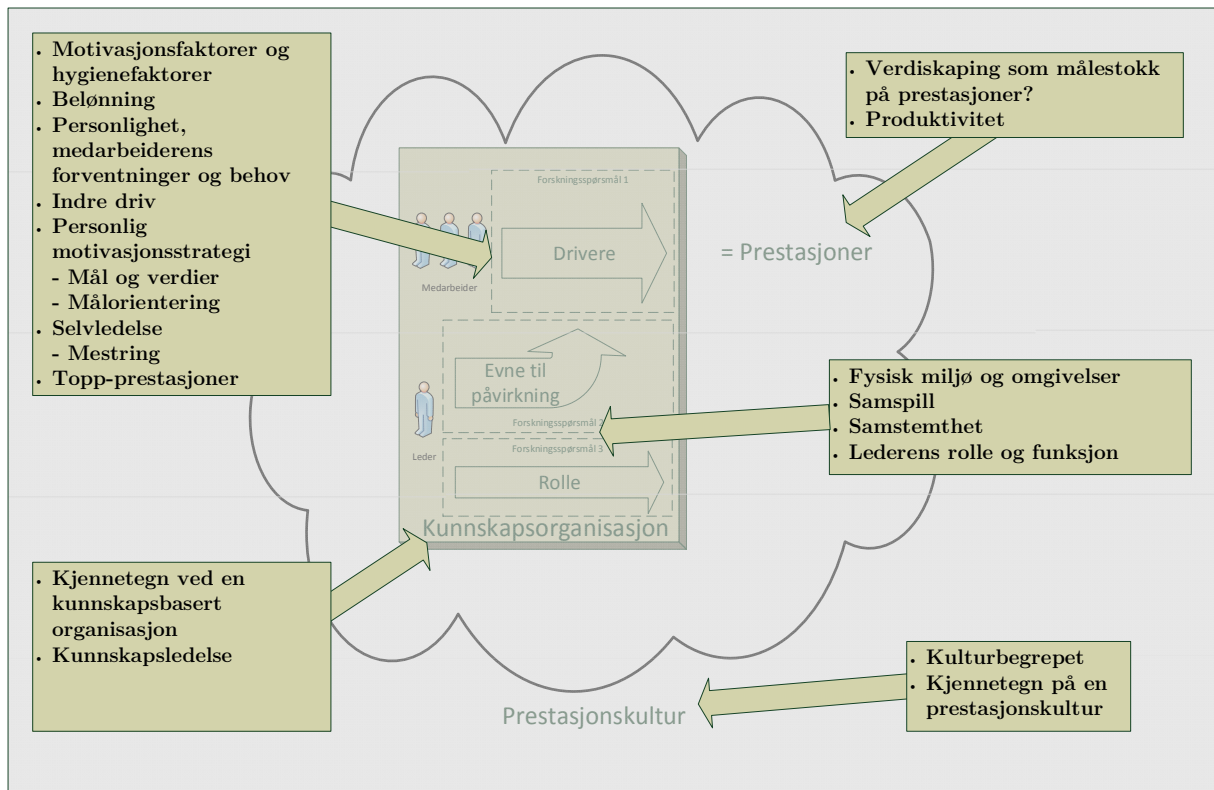 • Motivasjonsfaktorer og
hygienefaktorer
• Belønning
• Personlighet,
medarbeiderens
forventninger og behov
• Indre driv
• Personlig
motivasjonsstrategi
- Mål og verdier
- Målorientering
• Selvledelse
- Mestring
• Topp-prestasjoner
• Verdiskaping som målestokk
på prestasjoner?
• Produktivitet
Forskningsspørsmål 1
Drivere
Medarbeider
= Prestasjoner
Evne til
påvirkning
Forskningsspørsmål 2
Leder
Forskningsspørsmål 3
Rolle
Kunnskapsorganisasjon
• Fysisk miljø og omgivelser
• Samspill
• Samstemthet
• Lederens rolle og funksjon
• Kjennetegn ved en
kunnskapsbasert
organisasjon
• Kunnskapsledelse
• Kulturbegrepet
• Kjennetegn på en
prestasjonskultur
Prestasjonskultur